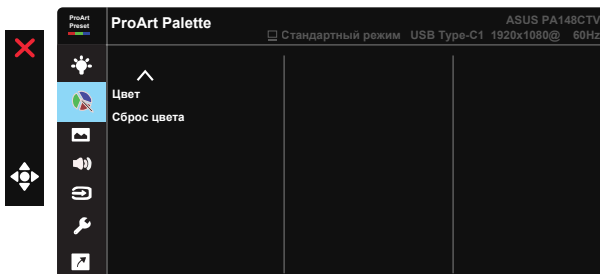 ProArt
Preset
ProArt Palette
ASUS PA148CTV
Стандартный режим USB Type-C1 1920x1080@ 60Hz
Цвет
Сброс цвета